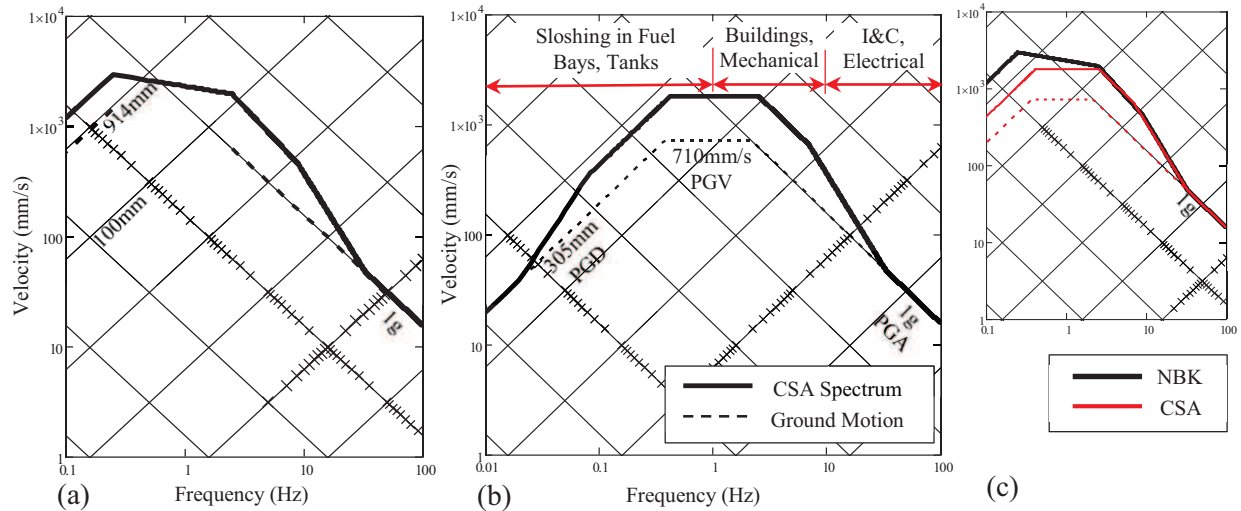 1×10⁴
1×10³
100
10
1
0.1
1
10
100
Velocity (mm/s)
Frequency (Hz)
914mm
100mm
1g
(a)
1×10⁴
1×10³
100
10
1
0.01
0.1
1
10
100
Velocity (mm/s)
Frequency (Hz)
Sloshing in Fuel
Bays, Tanks
Buildings,
Mechanical
I&C,
Electrical
710mm/s
PGV
305mm
PGD
1g
PGA
CSA Spectrum
Ground Motion
(b)
1×10⁴
1×10³
100
10
1
0.1
1
10
100
1g
NBK
CSA
(c)